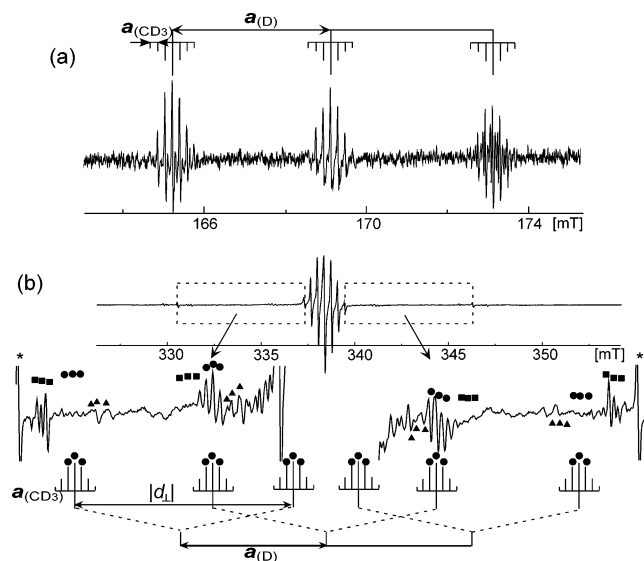 a(D)
a(CD3)
(a)
166 170 174 [mT]
(b)
330 335 340 345 350 [mT]
* *
a(CD3)
|d⊥|
a(D)